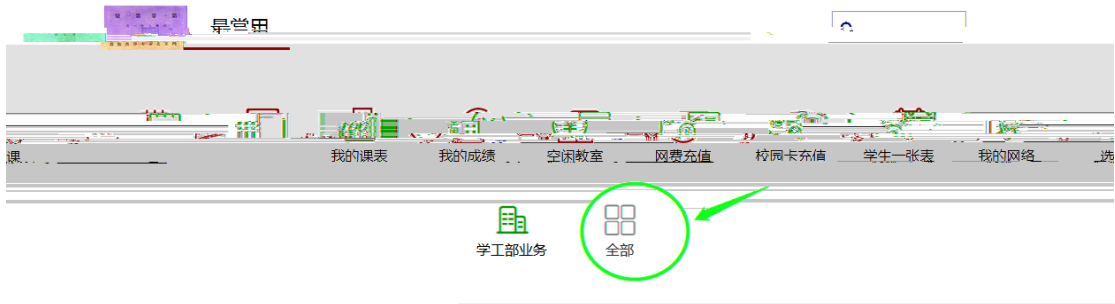 最常用
课 我的课表 我的成绩 空闲教室 网费充值 校园卡充值 学生一张表 我的网络 选
学工部业务 全部